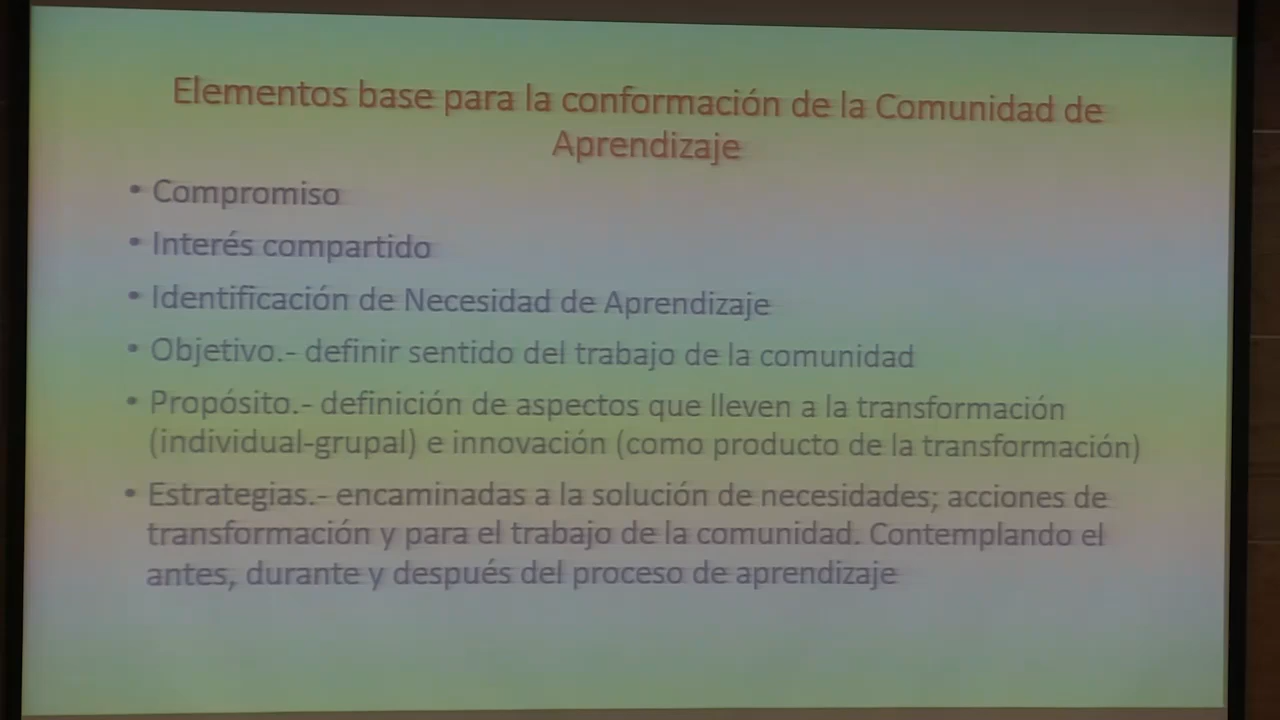 Elementos base para la conformación de la Comunidad de
Aprendizaje
• Compromiso
• Interés compartido
• Identificación de Necesidad de Aprendizaje
• Objetivo.- definir sentido del trabajo de la comunidad
• Propósito.- definición de aspectos que lleven a la transformación
(individual-grupal) e innovación (como producto de la transformación)
• Estrategias.- encaminadas a la solución de necesidades; acciones de
transformación y para el trabajo de la comunidad. Contemplando el
antes, durante y después del proceso de aprendizaje